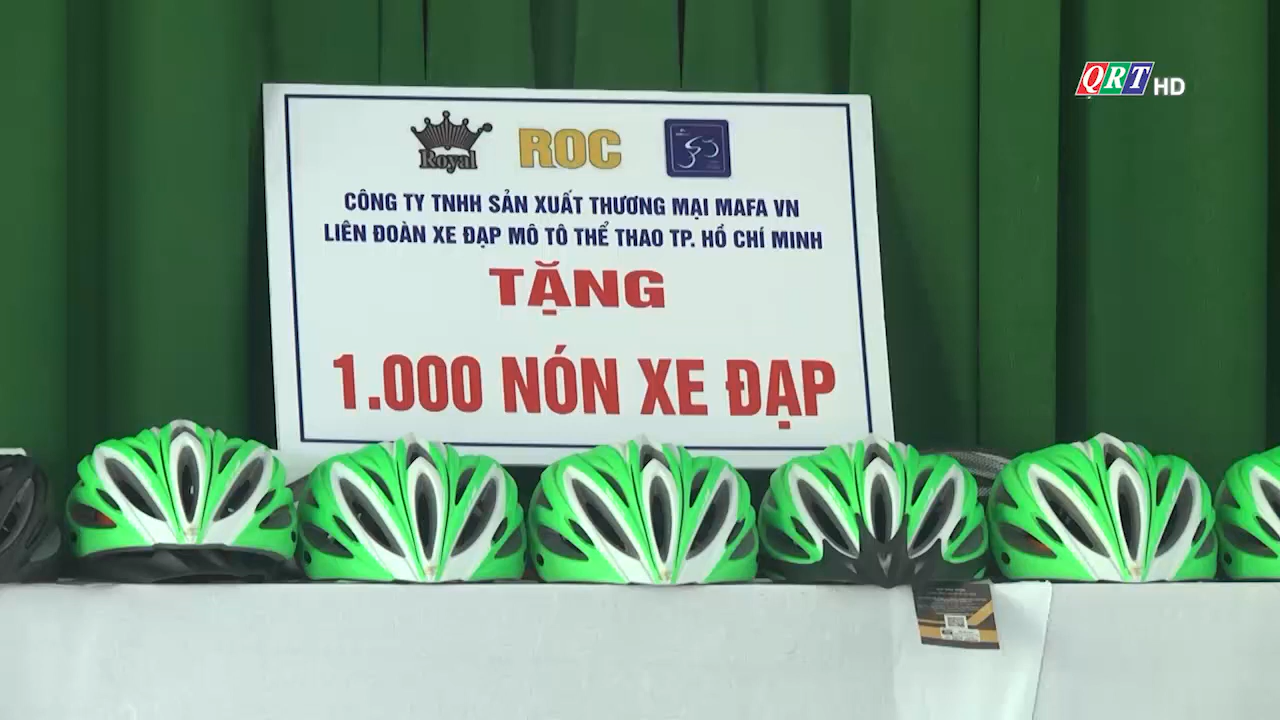 QRT HD
Royal ROC
CÔNG TY TNHH SẢN XUẤT THƯƠNG MẠI MAFA VN
LIÊN ĐOÀN XE ĐẠP MÔ TÔ THỂ THAO TP. HỒ CHÍ MINH
TẶNG
1.000 NÓN XE ĐẠP